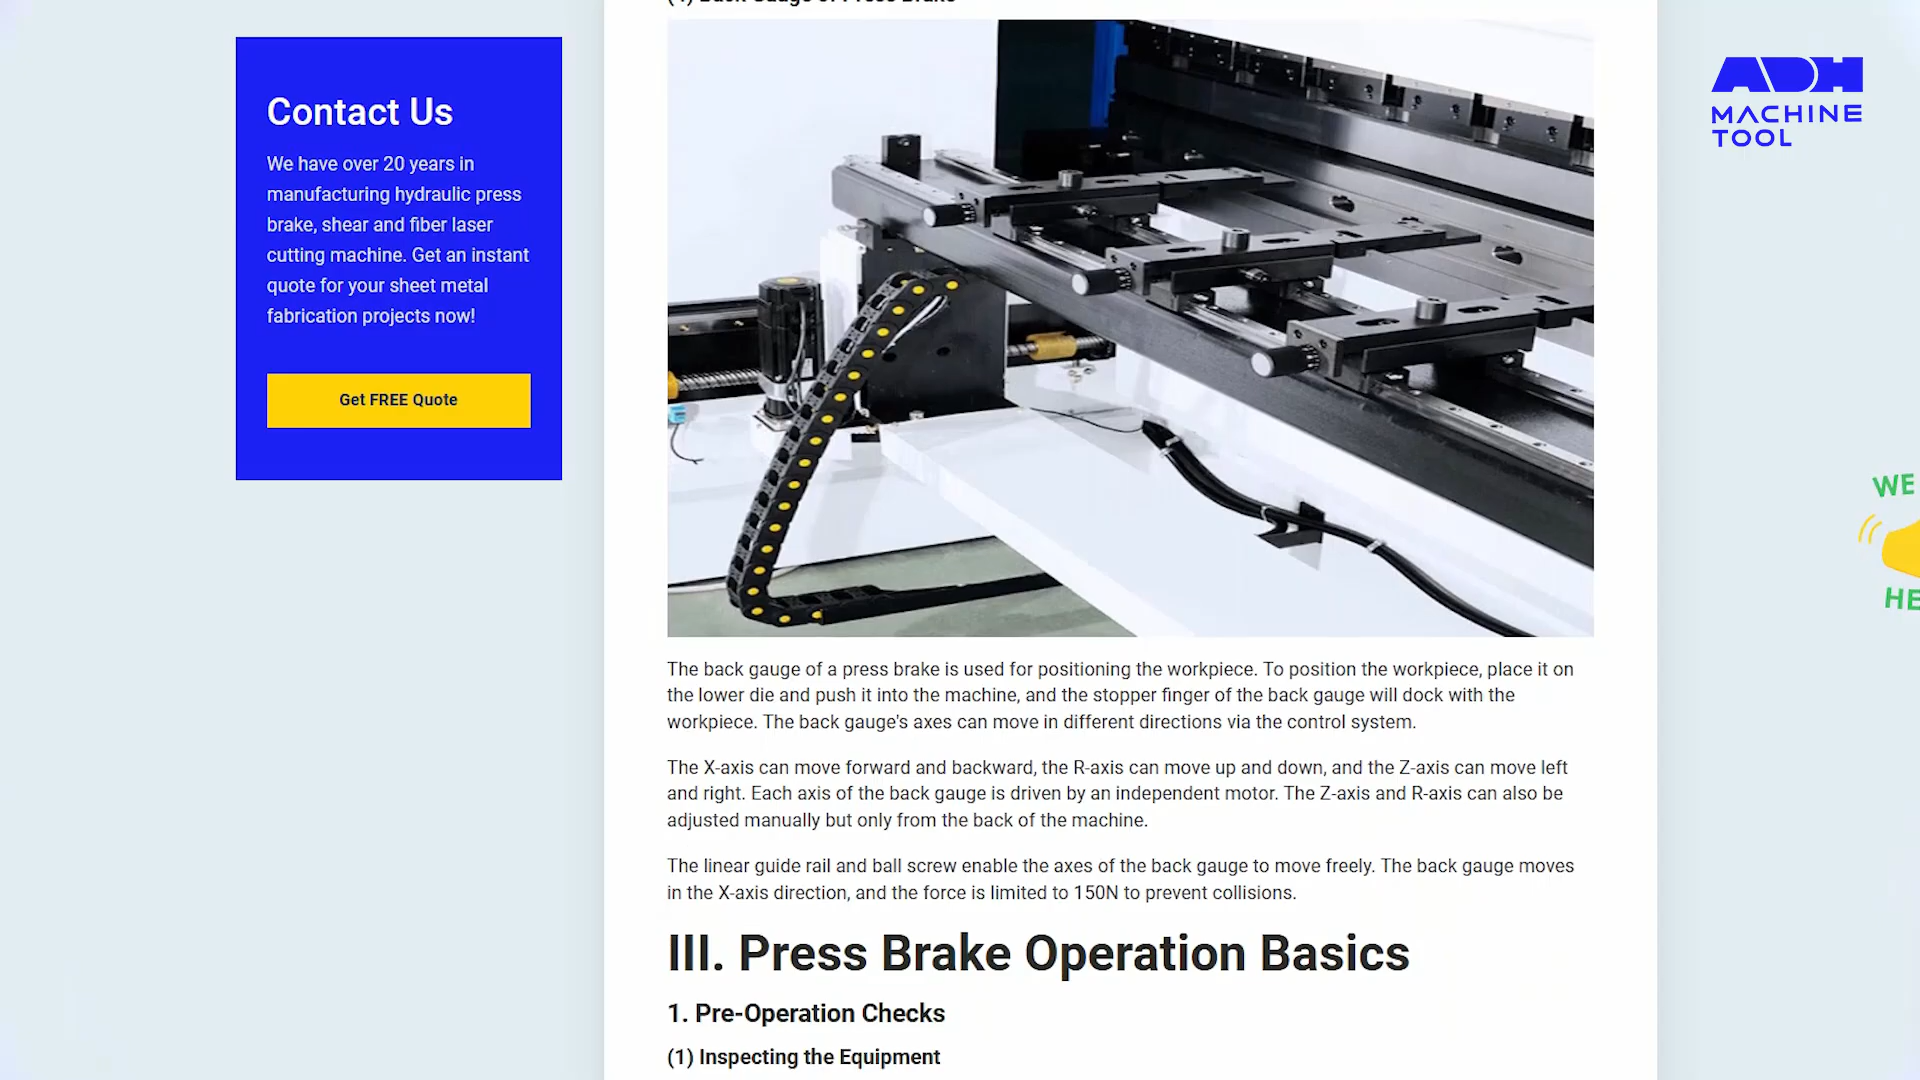 (4) Back Gauge of Press Brake
Contact Us
We have over 20 years in
manufacturing hydraulic press
brake, shear and fiber laser
cutting machine. Get an instant
quote for your sheet metal
fabrication projects now!
Get FREE Quote
The back gauge of a press brake is used for positioning the workpiece. To position the workpiece, place it on
the lower die and push it into the machine, and the stopper finger of the back gauge will dock with the
workpiece. The back gauge's axes can move in different directions via the control system.
The X-axis can move forward and backward, the R-axis can move up and down, and the Z-axis can move left
and right. Each axis of the back gauge is driven by an independent motor. The Z-axis and R-axis can also be
adjusted manually but only from the back of the machine.
The linear guide rail and ball screw enable the axes of the back gauge to move freely. The back gauge moves
in the X-axis direction, and the force is limited to 150N to prevent collisions.
III. Press Brake Operation Basics
1. Pre-Operation Checks
(1) Inspecting the Equipment
ADH
MACHINE
TOOL
WE
HE